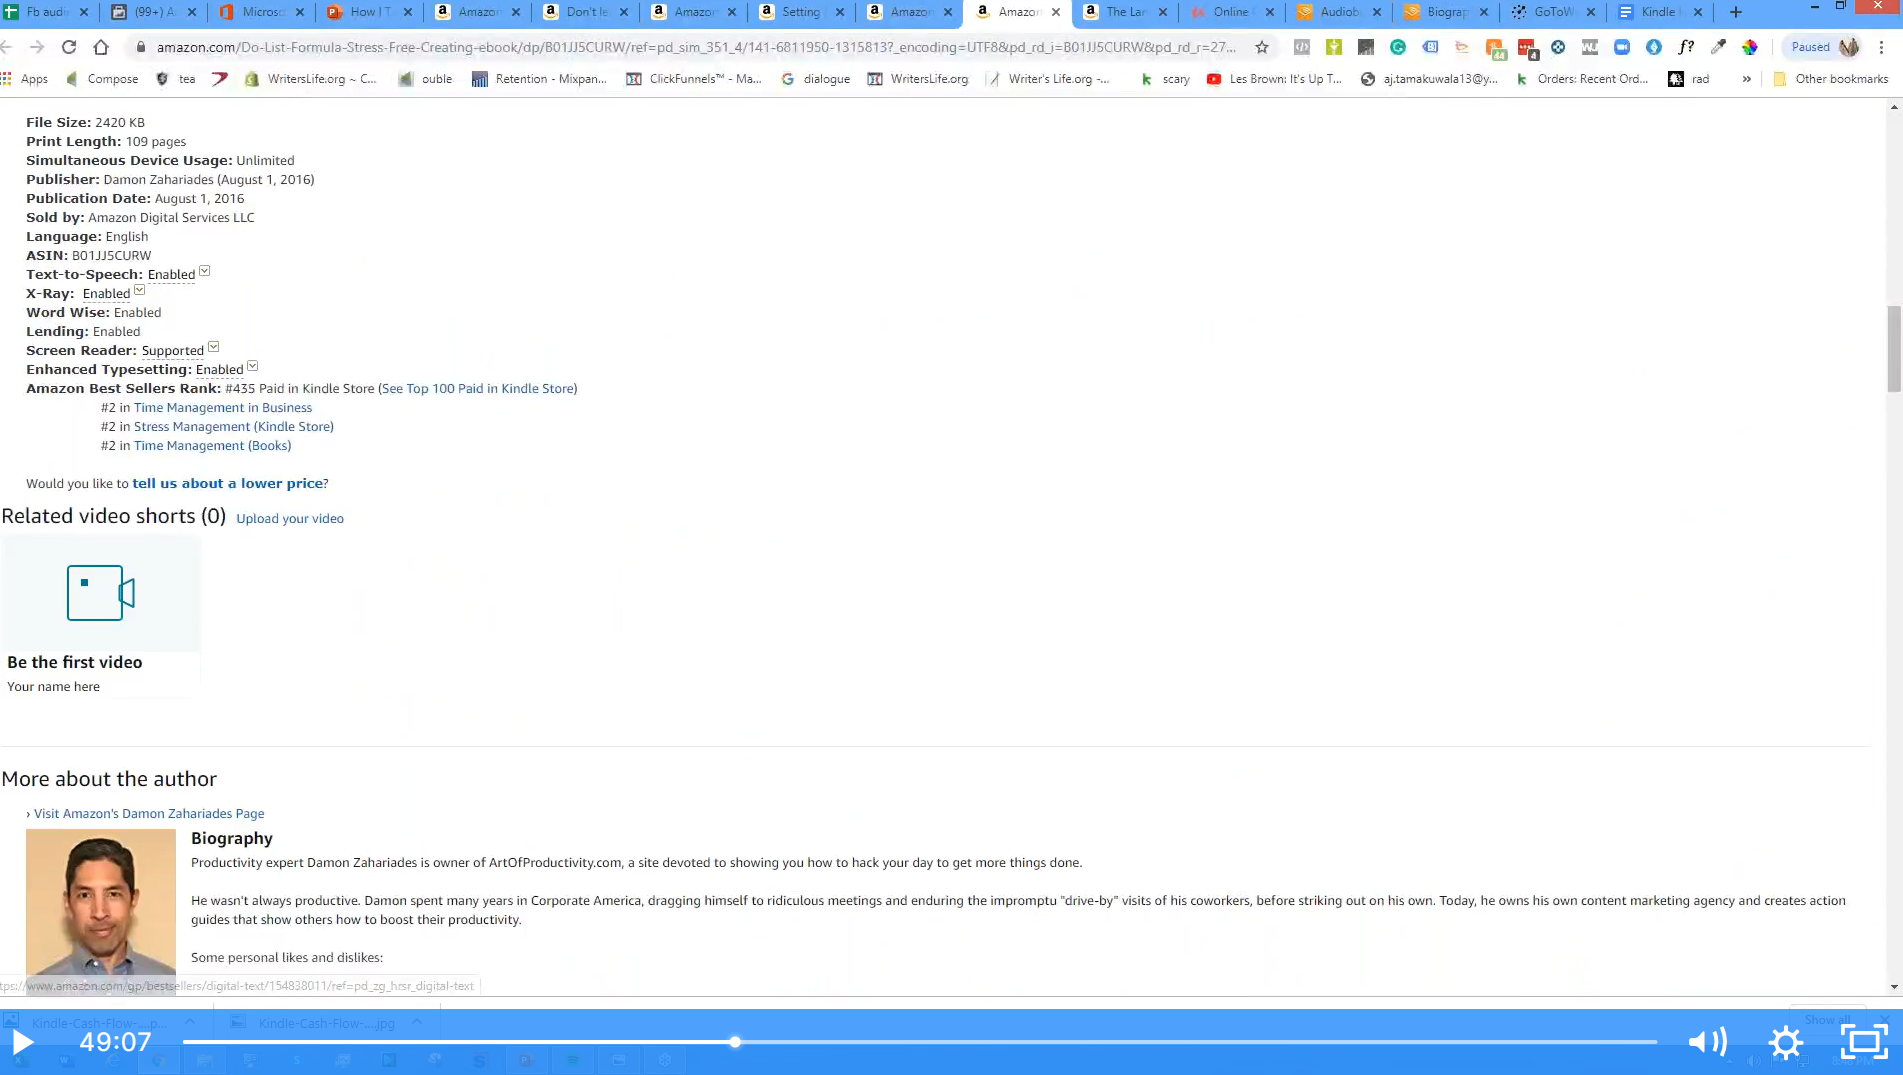 Fb audi
(99+) A
Microso
How I T
Amazon
Don't le
Amazon
Setting
Amazon
Amazon
The Lan
Online
Audiob
Biograp
GoToW
Kindle
amazon.com/Do-List-Formula-Stress-Free-Creating-ebook/dp/B01JJ5CURW/ref=pd_sim_351_4/141-6811950-1315813?_encoding=UTF8&pd_rd_i=B01JJ5CURW&pd_rd_r=27...
f?
Paused
Apps
Compose
tea
WritersLife.org ~ C...
ouble
Retention - Mixpan...
ClickFunnels™ - Ma...
dialogue
WritersLife.org
Writer's Life.org ~...
scary
Les Brown: It's Up T...
aj.tamakuwala13@y...
Orders: Recent Ord...
rad
»
Other bookmarks
File Size: 2420 KB
Print Length: 109 pages
Simultaneous Device Usage: Unlimited
Publisher: Damon Zahariades (August 1, 2016)
Publication Date: August 1, 2016
Sold by: Amazon Digital Services LLC
Language: English
ASIN: B01JJ5CURW
Text-to-Speech: Enabled
X-Ray: Enabled
Word Wise: Enabled
Lending: Enabled
Screen Reader: Supported
Enhanced Typesetting: Enabled
Amazon Best Sellers Rank: #435 Paid in Kindle Store (See Top 100 Paid in Kindle Store)
#2 in Time Management in Business
#2 in Stress Management (Kindle Store)
#2 in Time Management (Books)
Would you like to tell us about a lower price?
Related video shorts (0) Upload your video
Be the first video
Your name here
More about the author
› Visit Amazon's Damon Zahariades Page
Biography
Productivity expert Damon Zahariades is owner of ArtOfProductivity.com, a site devoted to showing you how to hack your day to get more things done.
He wasn't always productive. Damon spent many years in Corporate America, dragging himself to ridiculous meetings and enduring the impromptu "drive-by" visits of his coworkers, before striking out on his own. Today, he owns his own content marketing agency and creates action
guides that show others how to boost their productivity.
Some personal likes and dislikes:
tps://www.amazon.com/gp/bestsellers/digital-text/154838011/ref=pd_zg_hrsr_digital-text
Kindle-Cash-Flow-....p...
Kindle-Cash-Flow-....jpg
Show all
49:07